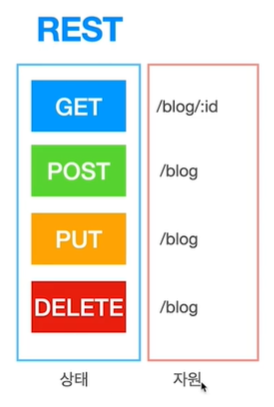 REST
GET /blog/:id
POST /blog
PUT /blog
DELETE /blog
상태 자원